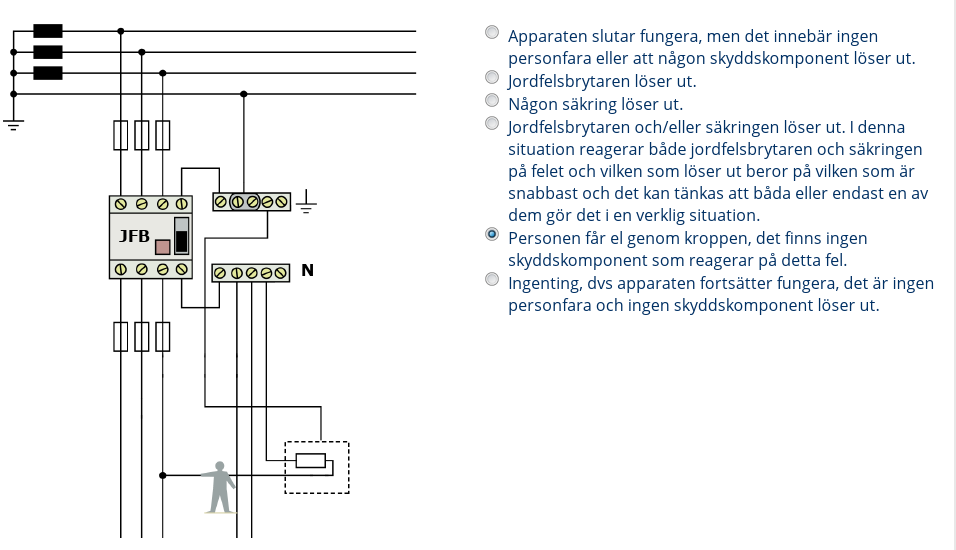 Apparaten slutar fungera, men det innebär ingen
personfara eller att någon skyddskomponent löser ut.
Jordfelsbrytaren löser ut.
Någon säkring löser ut.
Jordfelsbrytaren och/eller säkringen löser ut. I denna
situation reagerar både jordfelsbrytaren och säkringen
på felet och vilken som löser ut beror på vilken som är
snabbast och det kan tänkas att båda eller endast en av
dem gör det i en verklig situation.
Personen får el genom kroppen, det finns ingen
skyddskomponent som reagerar på detta fel.
Ingenting, dvs apparaten fortsätter fungera, det är ingen
personfara och ingen skyddskomponent löser ut.
JFB
N